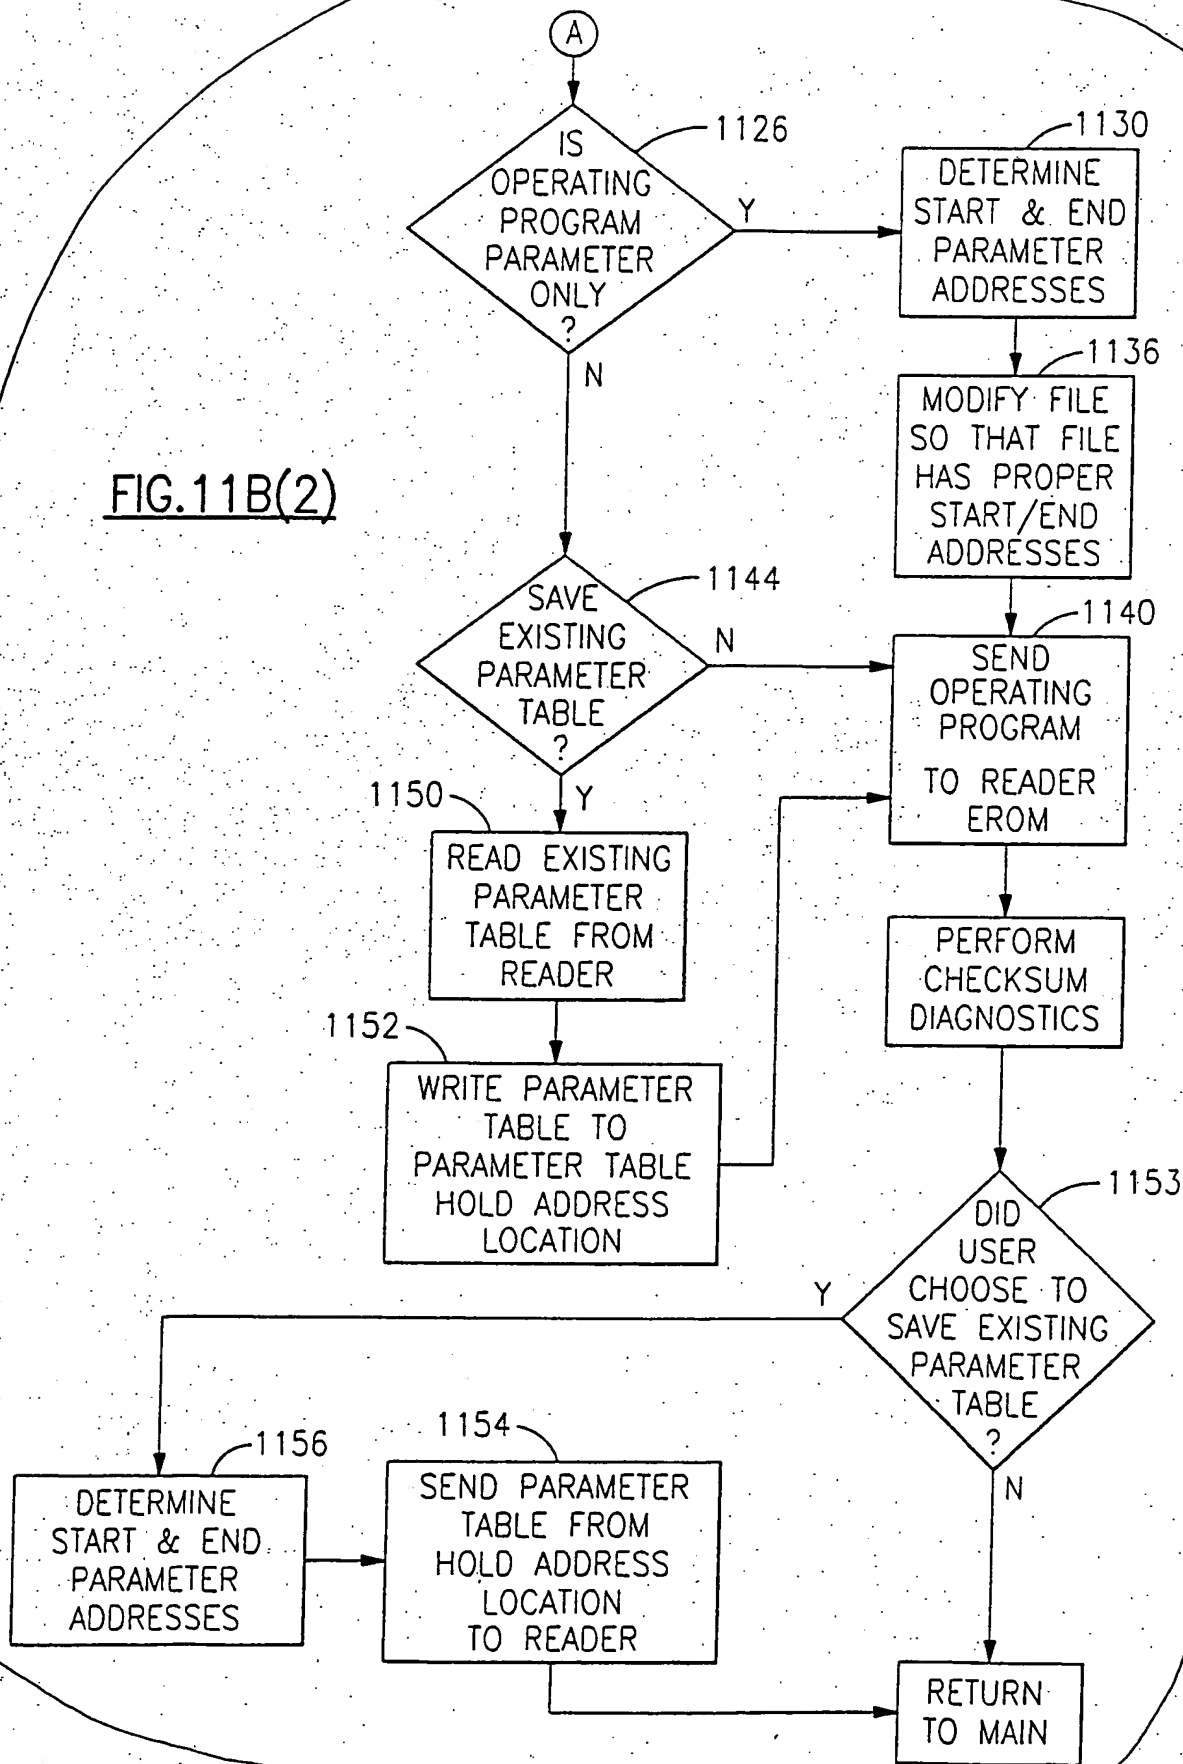 A
IS
OPERATING
PROGRAM
PARAMETER
ONLY
?
1126
Y
N
1130
DETERMINE
START & END
PARAMETER
ADDRESSES
1136
MODIFY FILE
SO THAT FILE
HAS PROPER
START/END
ADDRESSES
FIG.11B(2)
SAVE
EXISTING
PARAMETER
TABLE
?
1144
N
Y
1140
SEND
OPERATING
PROGRAM
TO READER
EROM
1150
READ EXISTING
PARAMETER
TABLE FROM
READER
PERFORM
CHECKSUM
DIAGNOSTICS
1152
WRITE PARAMETER
TABLE TO
PARAMETER TABLE
HOLD ADDRESS
LOCATION
1153
DID
USER
CHOOSE TO
SAVE EXISTING
PARAMETER
TABLE
?
Y
N
1156
DETERMINE
START & END
PARAMETER
ADDRESSES
1154
SEND PARAMETER
TABLE FROM
HOLD ADDRESS
LOCATION
TO READER
RETURN
TO MAIN